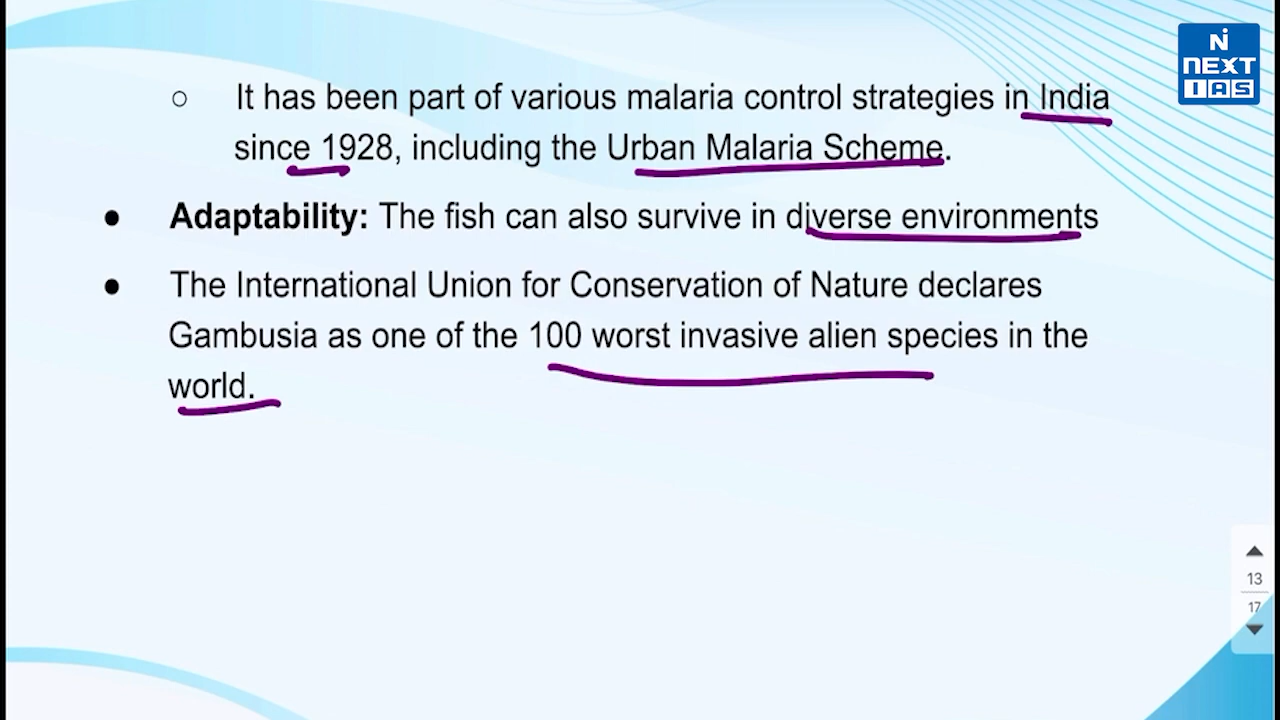 NEXT IAS
○ It has been part of various malaria control strategies in India
since 1928, including the Urban Malaria Scheme.
● Adaptability: The fish can also survive in diverse environments
● The International Union for Conservation of Nature declares
Gambusia as one of the 100 worst invasive alien species in the
world.
13
17